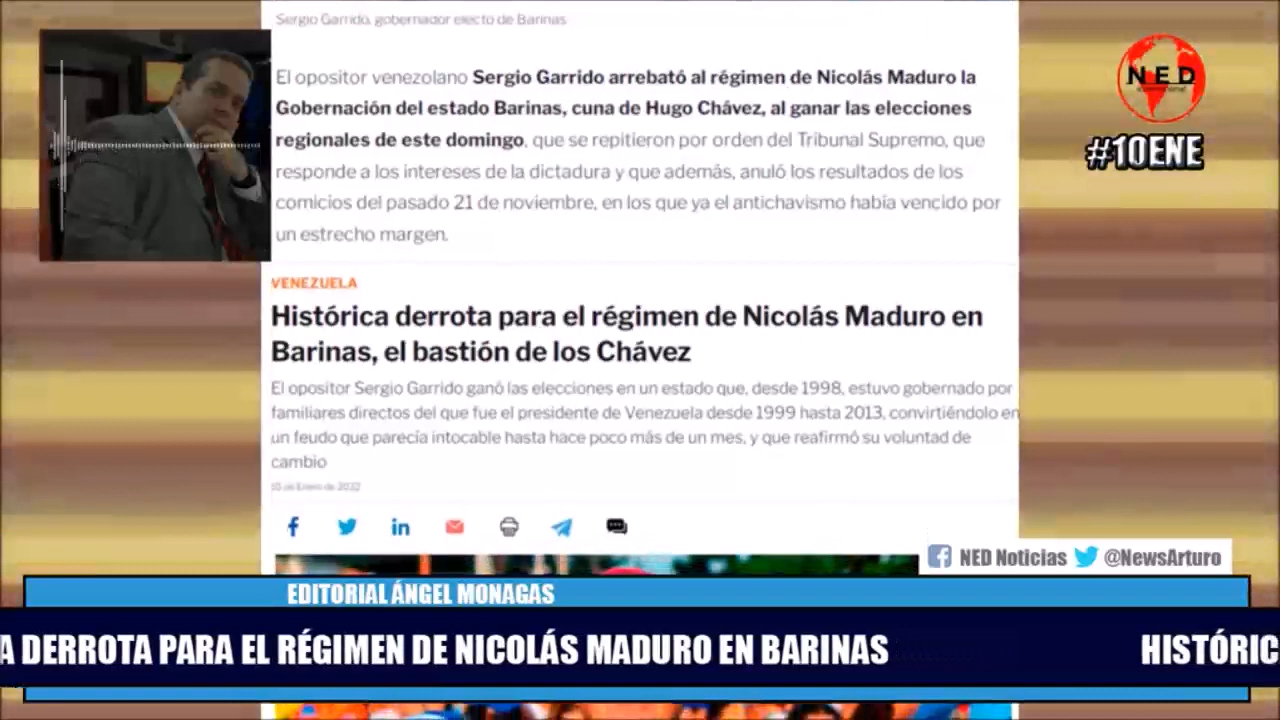 Sergio Garrido, gobernador electo de Barinas
El opositor venezolano Sergio Garrido arrebató al régimen de Nicolás Maduro la
Gobernación del estado Barinas, cuna de Hugo Chávez, al ganar las elecciones
regionales de este domingo, que se repitieron por orden del Tribunal Supremo, que
responde a los intereses de la dictadura y que además, anuló los resultados de los
comicios del pasado 21 de noviembre, en los que ya el antichavismo había vencido por
un estrecho margen.
NED
#10ENE
VENEZUELA
Histórica derrota para el régimen de Nicolás Maduro en
Barinas, el bastión de los Chávez
El opositor Sergio Garrido ganó las elecciones en un estado que, desde 1998, estuvo gobernado por
familiares directos del que fue el presidente de Venezuela desde 1999 hasta 2013, convirtiéndolo en
un feudo que parecía intocable hasta hace poco más de un mes, y que reafirmó su voluntad de
cambio
10 de Enero de 2022
NED Noticias @NewsArturo
EDITORIAL ÁNGEL MONAGAS
A DERROTA PARA EL RÉGIMEN DE NICOLÁS MADURO EN BARINAS HISTÓRIC